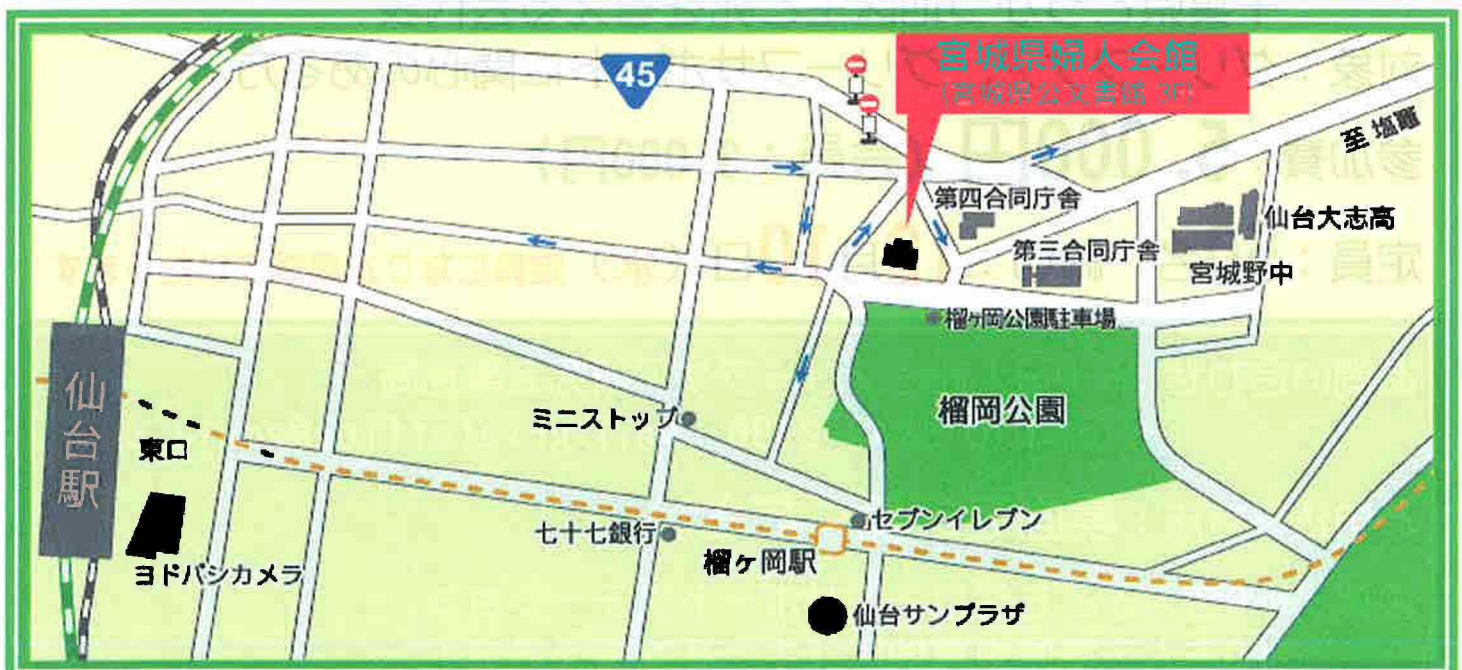 45
宮城県婦人会館
(宮城県公文書館 3F)
至 塩竈
第四合同庁舎
仙台大志高
第三合同庁舎
宮城野中
榴ヶ岡公園駐車場
仙台駅
榴岡公園
ミニストップ
東口
セブンイレブン
七十七銀行
榴ヶ岡駅
ヨドバシカメラ
仙台サンプラザ